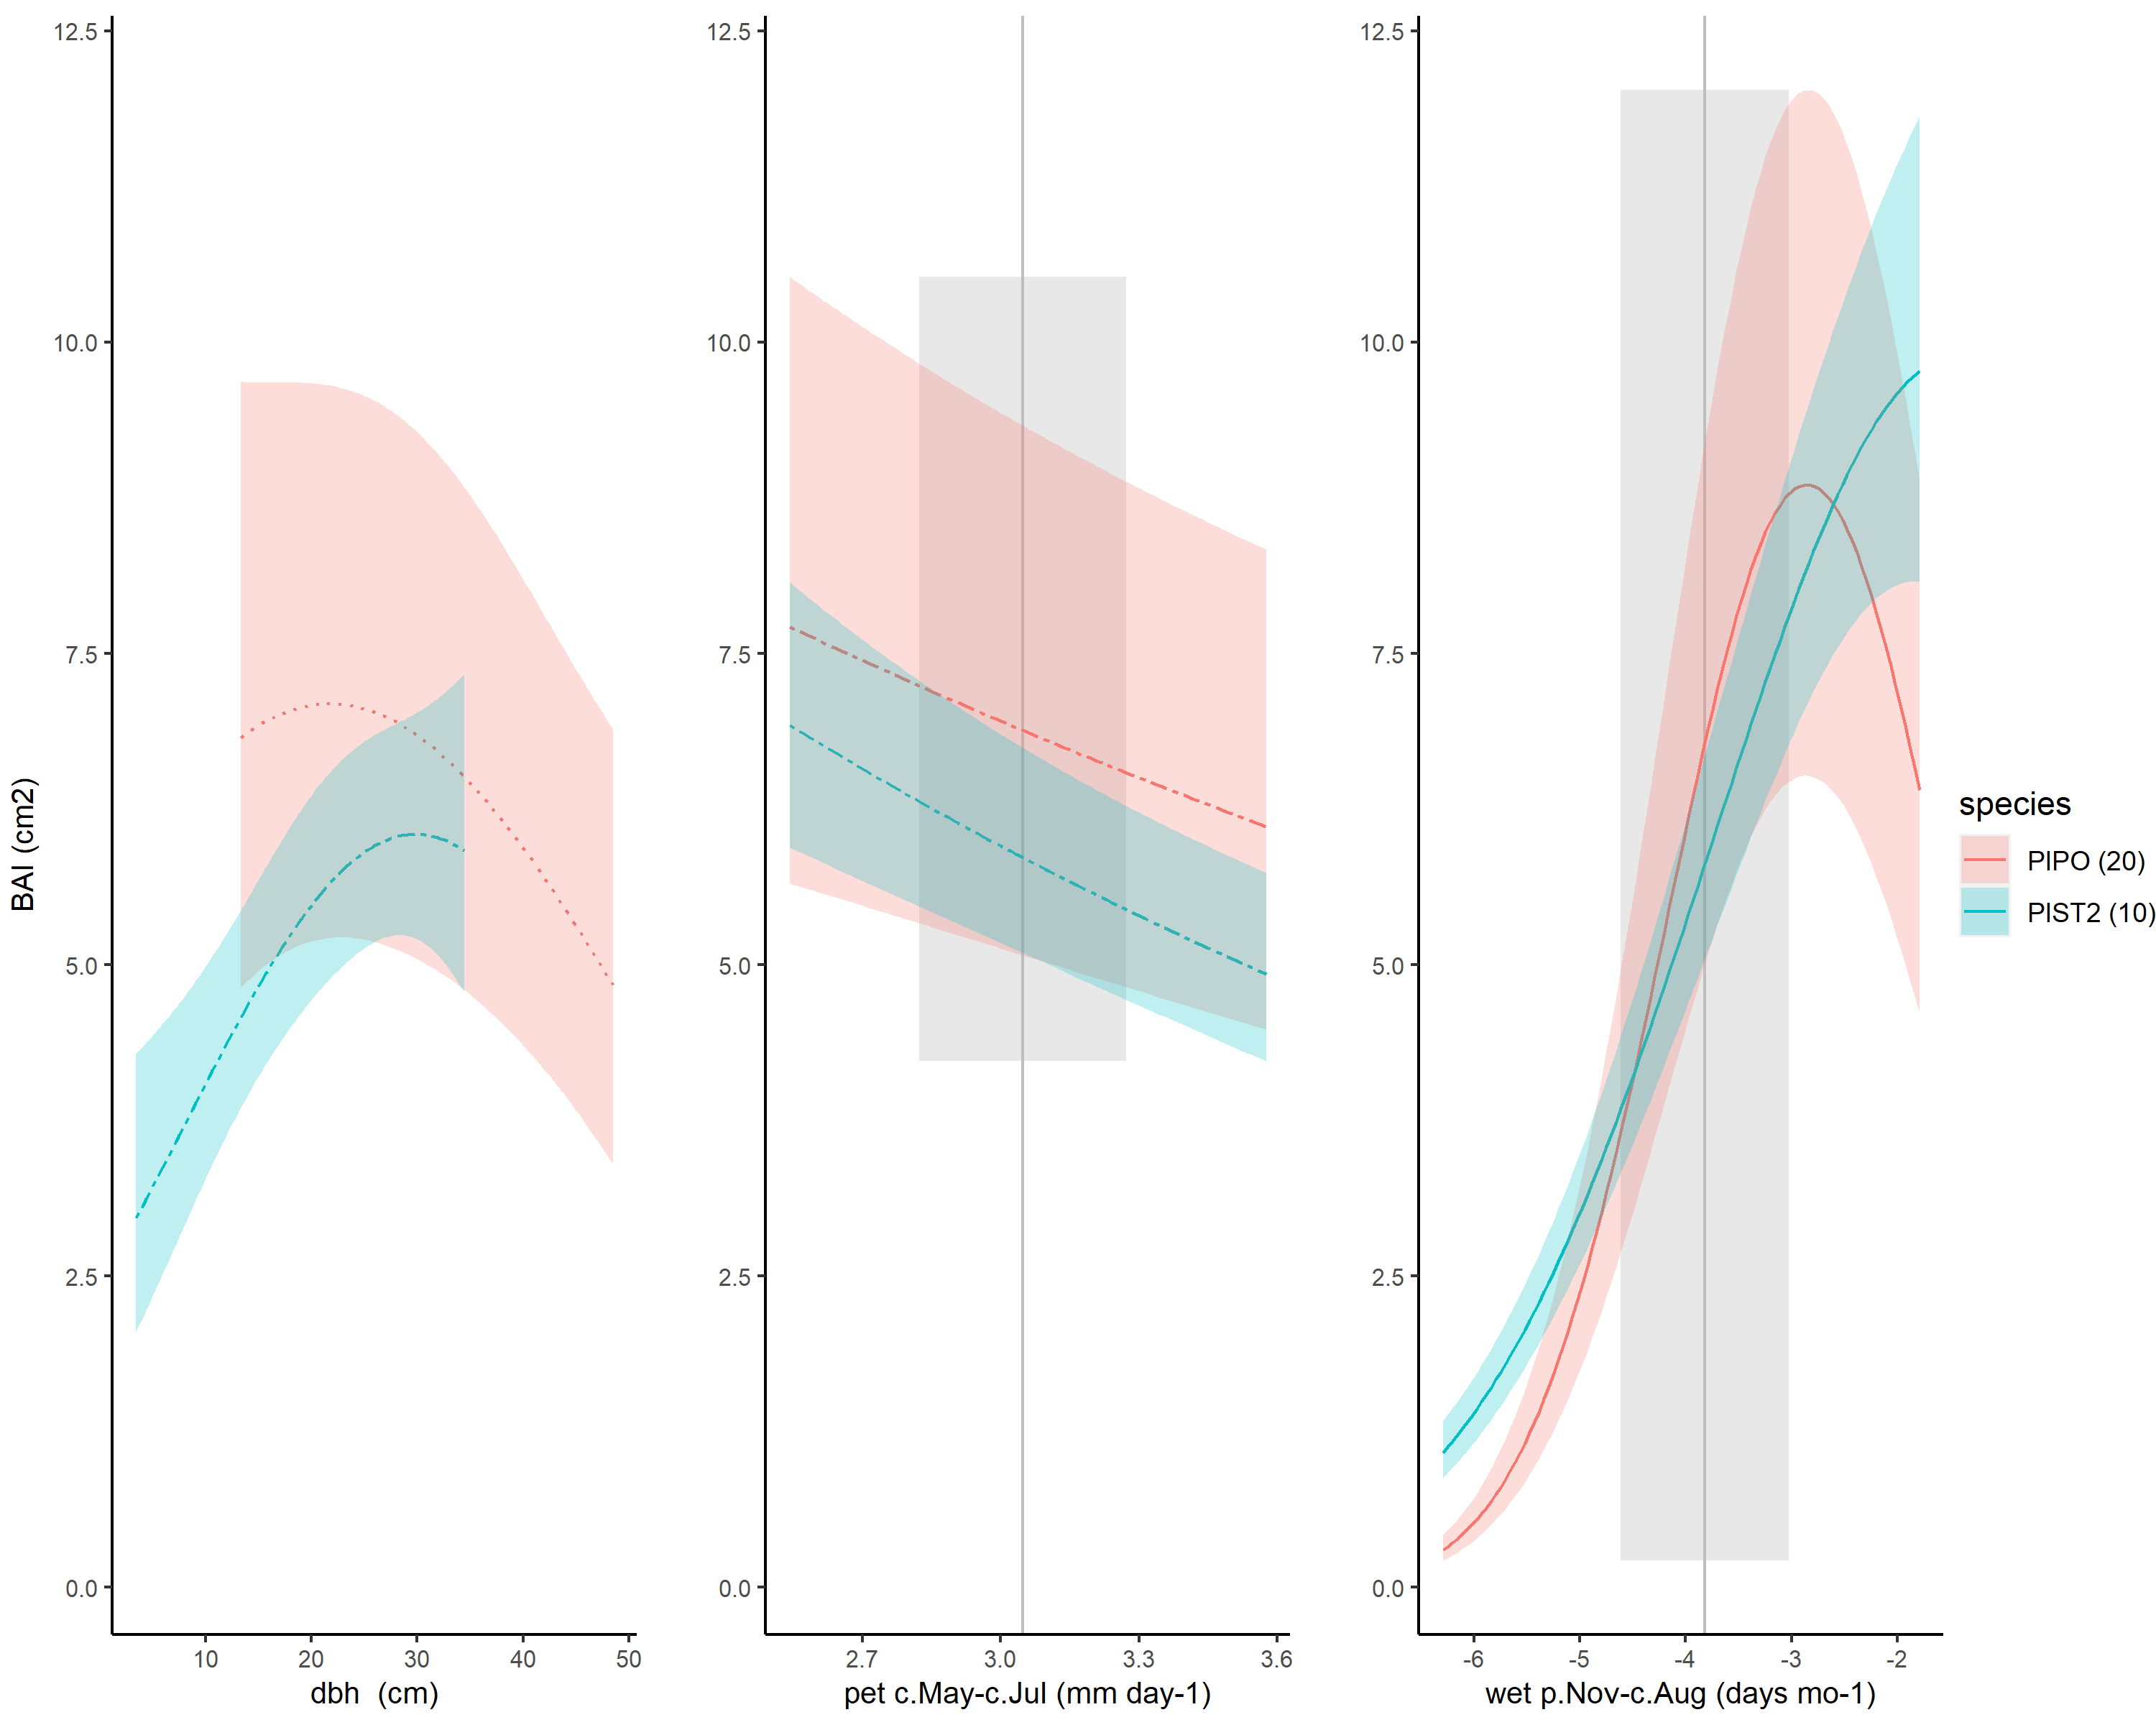 BAI (cm2)
12.5
10.0
7.5
5.0
2.5
0.0
10 20 30 40 50
dbh  (cm)
12.5
10.0
7.5
5.0
2.5
0.0
2.7 3.0 3.3 3.6
pet c.May-c.Jul (mm day-1)
12.5
10.0
7.5
5.0
2.5
0.0
-6 -5 -4 -3 -2
wet p.Nov-c.Aug (days mo-1)
species
PIPO (20)
PIST2 (10)